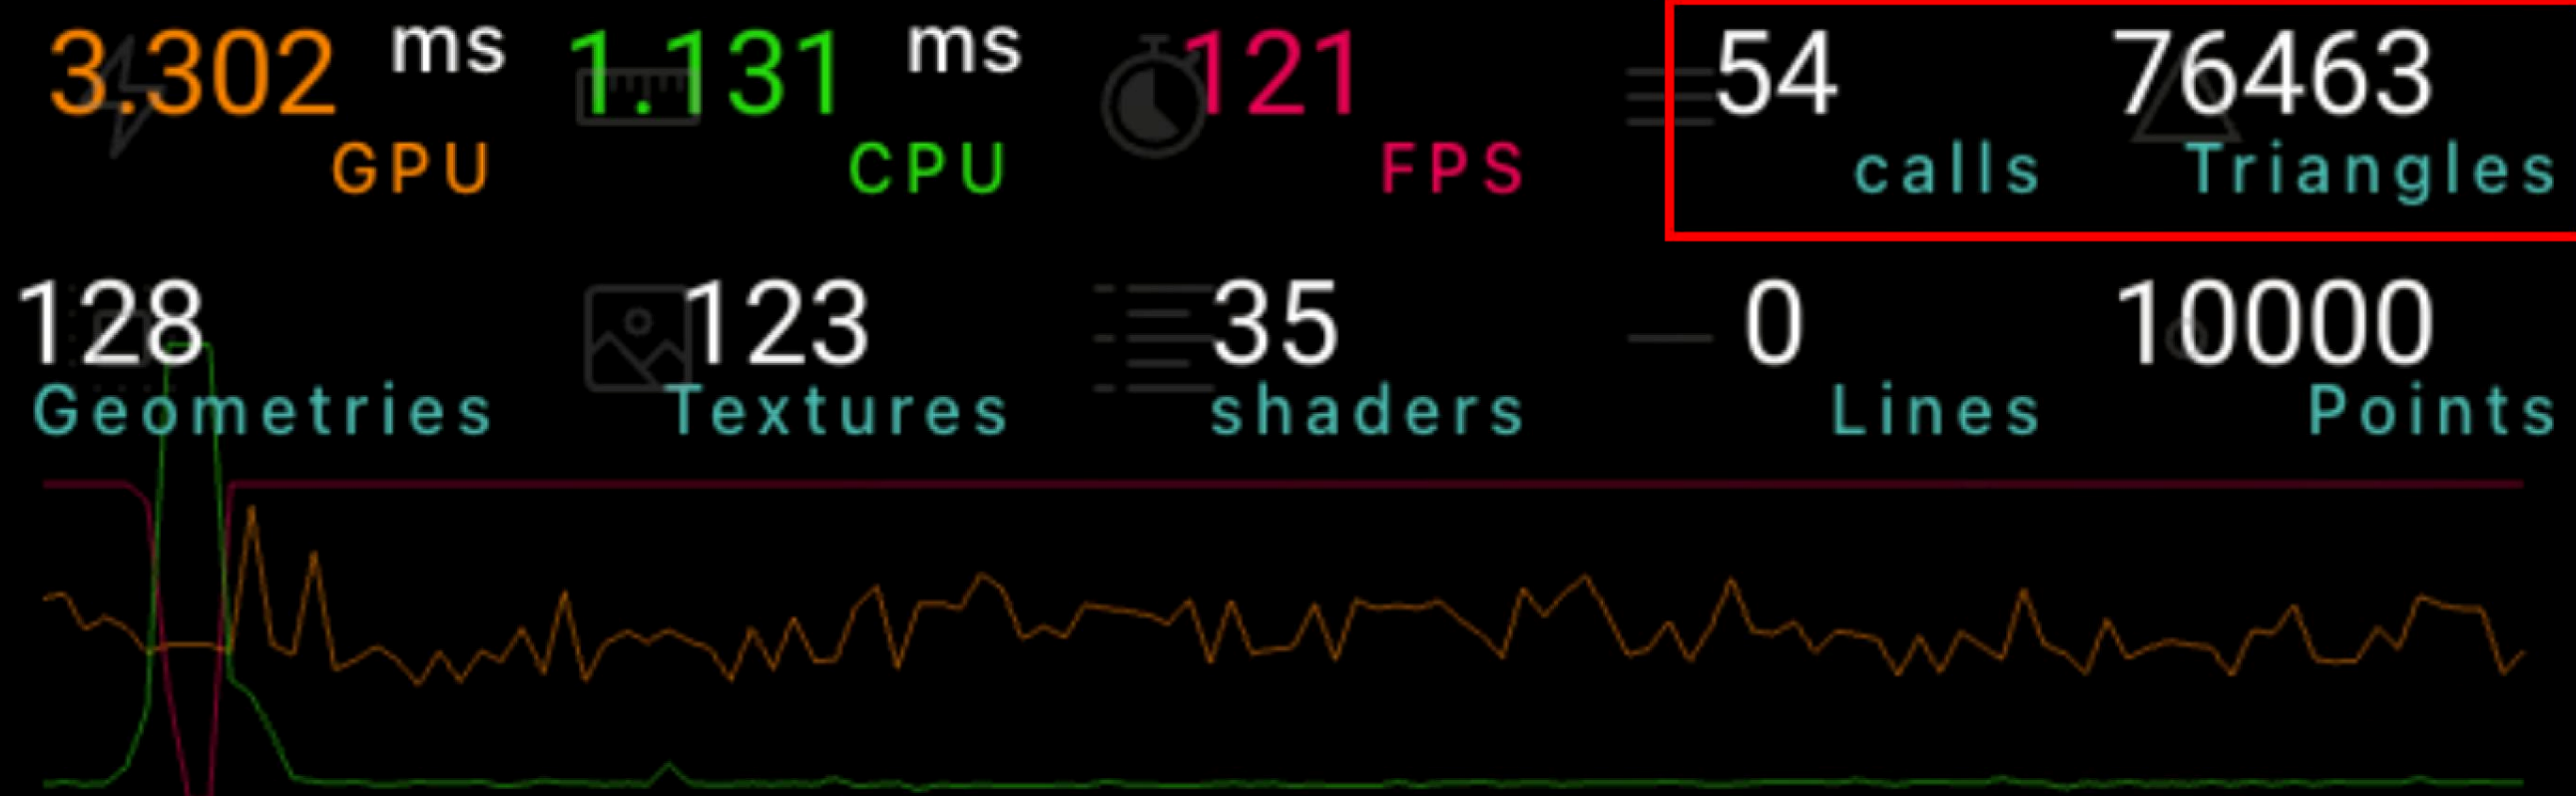 3.302 ms 1.131 ms 121 54 76463
GPU CPU FPS calls Triangles
128 123 35 0 10000
Geometries Textures shaders Lines Points